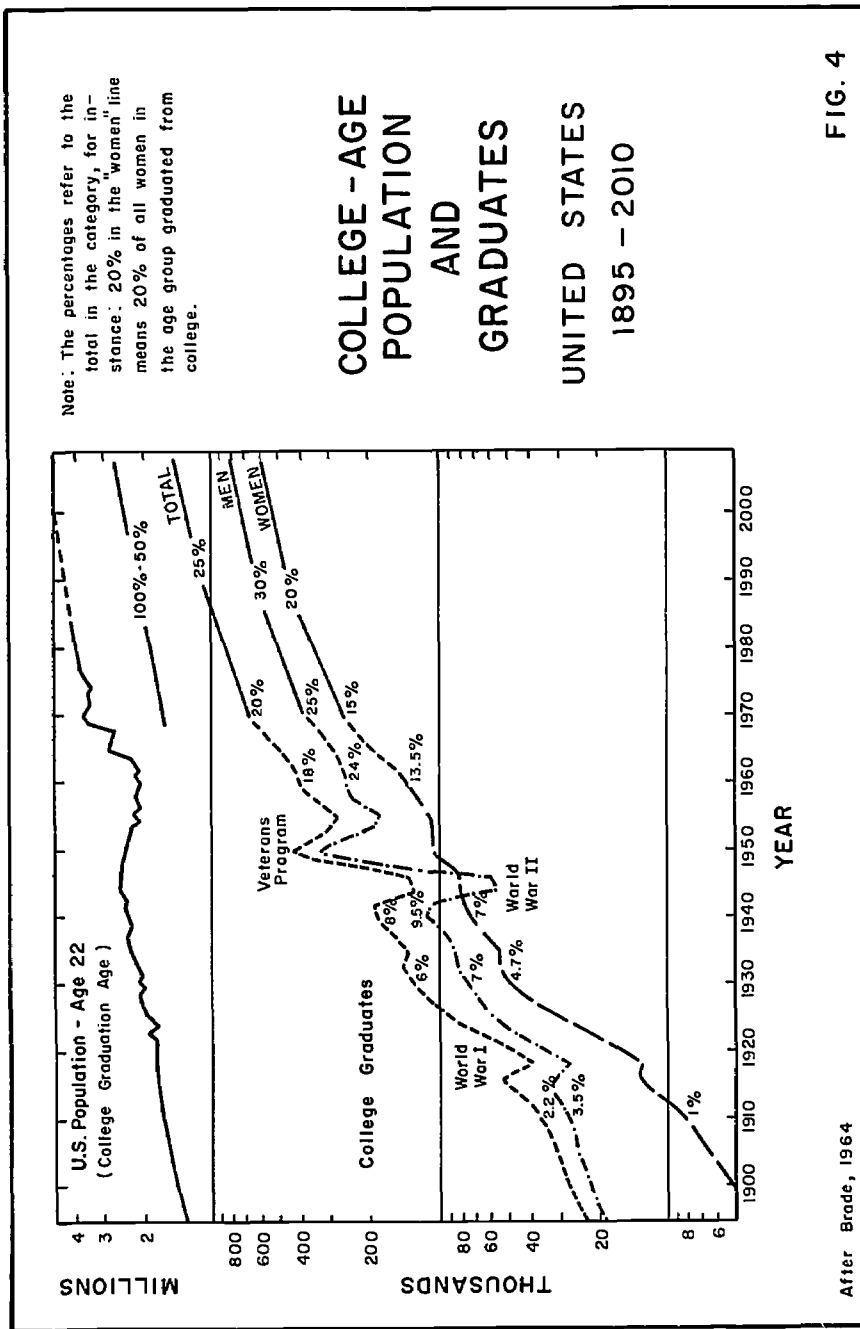 Note: The percentages refer to the
total in the category, for in-
stance: 20% in the "women" line
means 20% of all women in
the age group graduated from
college.
COLLEGE-AGE
POPULATION
AND
GRADUATES
UNITED STATES
1895 - 2010
FIG. 4
MILLIONS
4
3
2
THOUSANDS
800
600
400
200
80
60
40
20
8
6
U.S. Population - Age 22
(College Graduation Age)
100% - 50%
TOTAL
25%
MEN
WOMEN
30%
20%
20%
25%
15%
18%
24%
13.5%
Veterans
Program
8%
9.5%
7%
World
War II
College Graduates
6%
7%
4.7%
World
War I
2.2%
3.5%
1%
1900
1910
1920
1930
1940
1950
1960
1970
1980
1990
2000
YEAR
After Brade, 1964